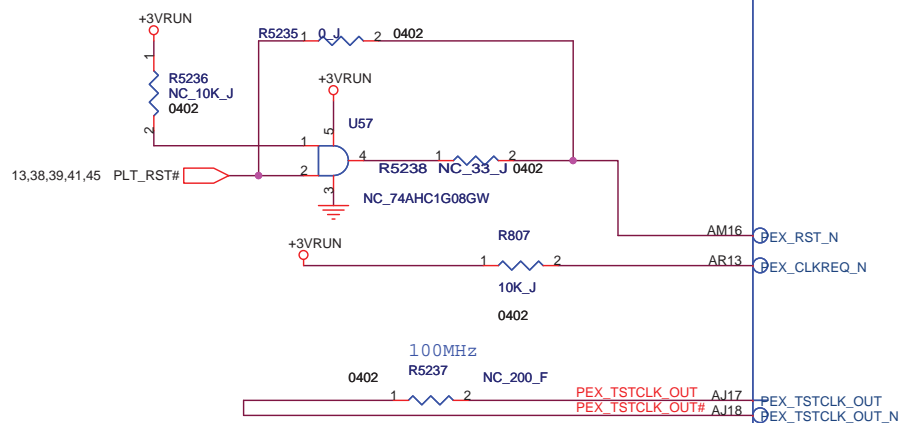 +3VRUN
R5235 1 0_J 2 0402
1
R5236
NC_10K_J
0402
2
+3VRUN
5
U57
1
4
1 2
R5238 NC_33_J 0402
2
3
NC_74AHC1G08GW
13,38,39,41,45 PLT_RST#
AM16 PEX_RST_N
R807
+3VRUN
1 2
AR13 PEX_CLKREQ_N
10K_J
0402
100MHz
R5237
0402
NC_200_F
1 2
PEX_TSTCLK_OUT AJ17 PEX_TSTCLK_OUT
PEX_TSTCLK_OUT# AJ18 PEX_TSTCLK_OUT_N